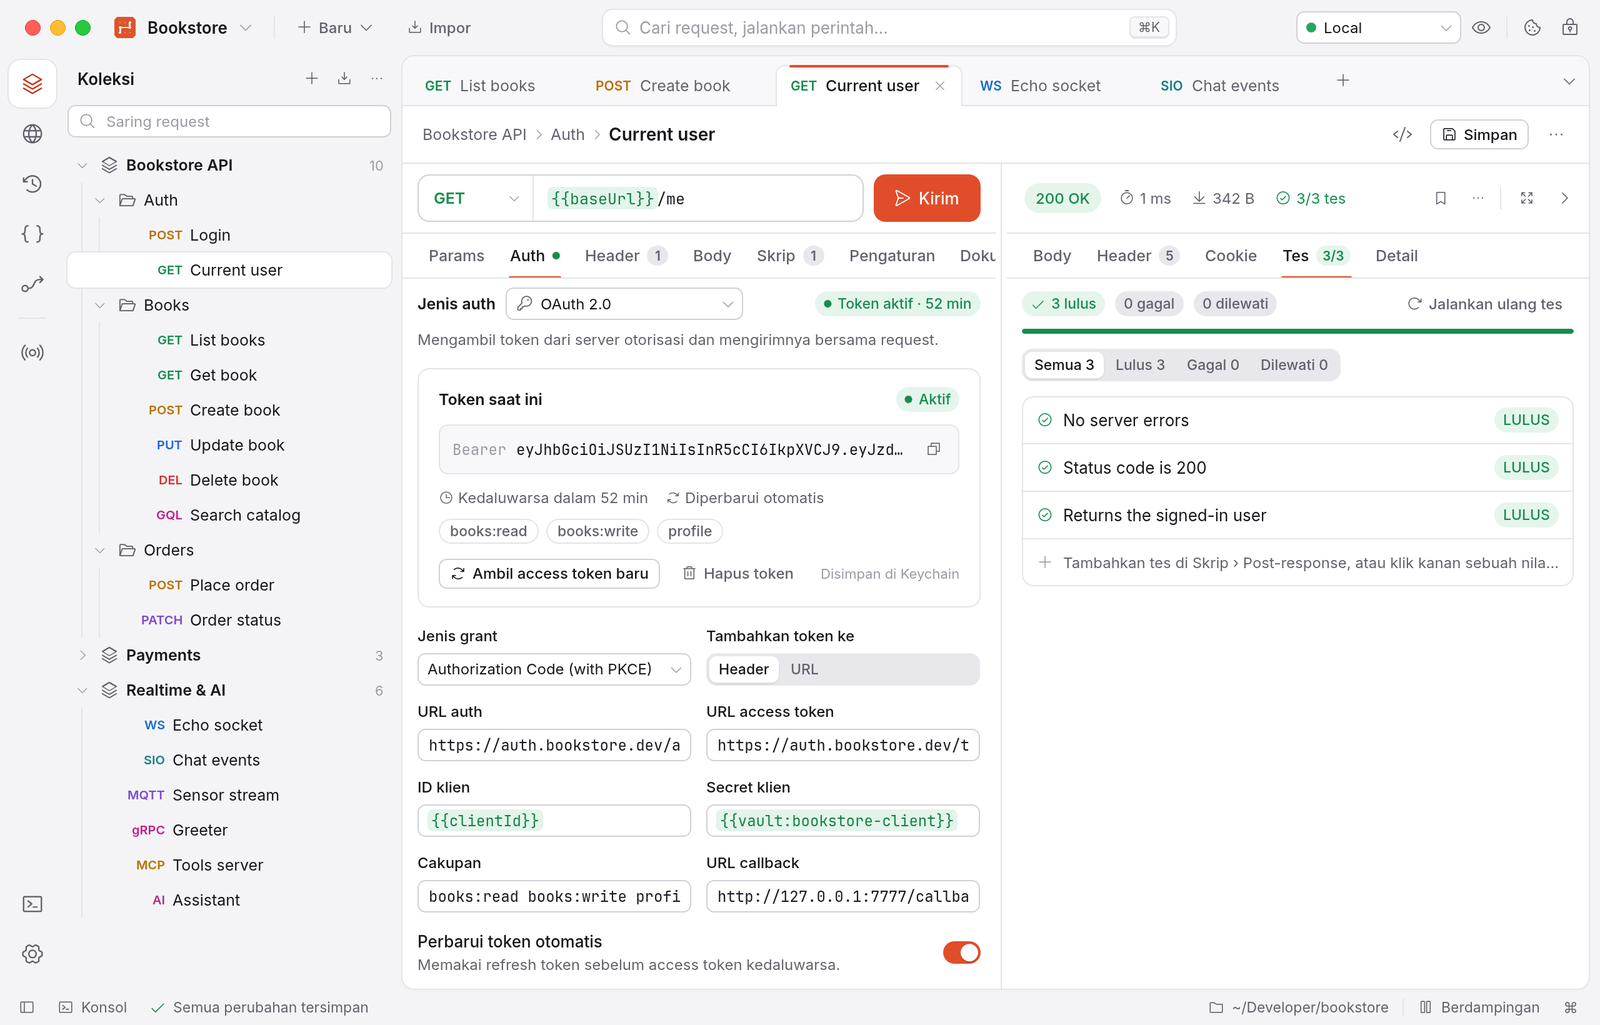 Bookstore
Baru
Impor
Cari request, jalankan perintah...
⌘K
Local
Koleksi
Saring request
Bookstore API 10
Auth
POST Login
GET Current user
Books
GET List books
GET Get book
POST Create book
PUT Update book
DEL Delete book
GQL Search catalog
Orders
POST Place order
PATCH Order status
Payments 3
Realtime & AI 6
WS Echo socket
SIO Chat events
MQTT Sensor stream
gRPC Greeter
MCP Tools server
AI Assistant
GET List books
POST Create book
GET Current user
WS Echo socket
SIO Chat events
Bookstore API > Auth > Current user
</> Simpan
GET {{baseUrl}}/me
Kirim
Params Auth Header 1 Body Skrip 1 Pengaturan Doku
Jenis auth OAuth 2.0 Token aktif · 52 min
Mengambil token dari server otorisasi dan mengirimnya bersama request.
Token saat ini Aktif
Bearer eyJhbGciOiJSUzI1NiIsInR5cCI6IkpXVCJ9.eyJzd…
Kedaluwarsa dalam 52 min Diperbarui otomatis
books:read books:write profile
Ambil access token baru Hapus token Disimpan di Keychain
Jenis grant Tambahkan token ke
Authorization Code (with PKCE) Header URL
URL auth URL access token
https://auth.bookstore.dev/a https://auth.bookstore.dev/t
ID klien Secret klien
{{clientId}} {{vault:bookstore-client}}
Cakupan URL callback
books:read books:write profi http://127.0.0.1:7777/callba
Perbarui token otomatis
Memakai refresh token sebelum access token kedaluwarsa.
200 OK 1 ms 342 B 3/3 tes
Body Header 5 Cookie Tes 3/3 Detail
3 lulus 0 gagal 0 dilewati Jalankan ulang tes
Semua 3 Lulus 3 Gagal 0 Dilewati 0
No server errors LULUS
Status code is 200 LULUS
Returns the signed-in user LULUS
Tambahkan tes di Skrip › Post-response, atau klik kanan sebuah nila…
Konsol Semua perubahan tersimpan
~/Developer/bookstore Berdampingan ⌘